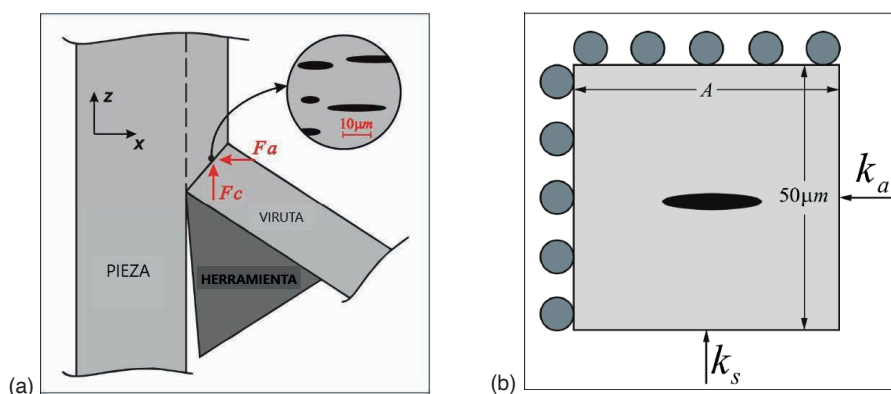 z
x
10μm
Fa
Fc
VIRUTA
PIEZA
HERRAMIENTA
(a)
A
50μm
k_a
k_s
(b)